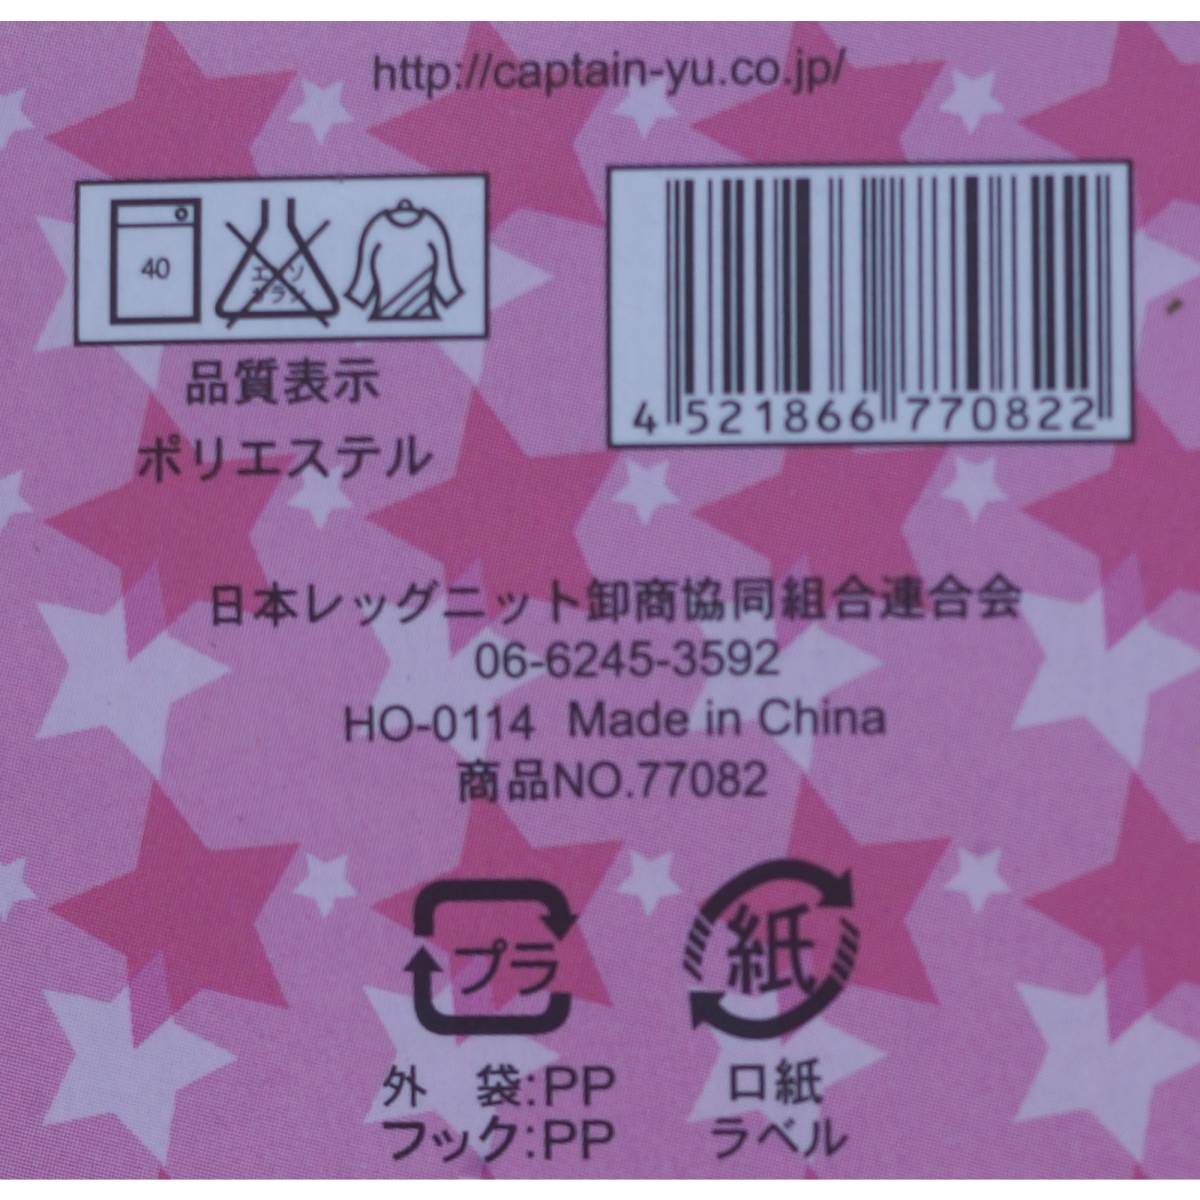 http://captain-yu.co.jp/
40
エンソ
サラシ
品質表示
ポリエステル
4 521866 770822
日本レッグニット卸商協同組合連合会
06-6245-3592
HO-0114 Made in China
商品NO.77082
プラ
紙
外 袋:PP
フック:PP
口紙
ラベル